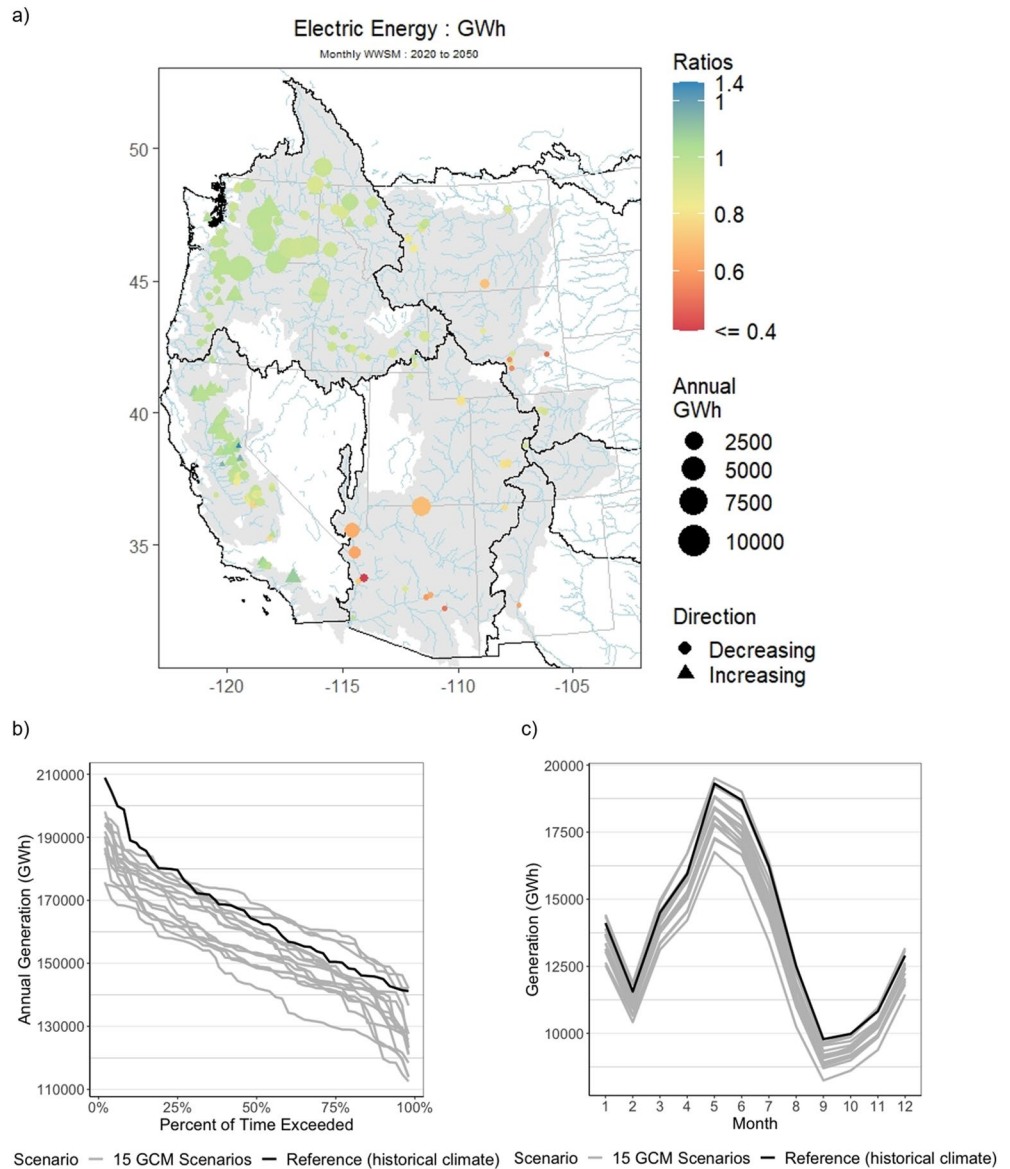 a)
Electric Energy : GWh
Monthly WWSM : 2020 to 2050
50
45
40
35
-120 -115 -110 -105
Ratios
1.4
1
1
0.8
0.6
<= 0.4
Annual
GWh
2500
5000
7500
10000
Direction
Decreasing
Increasing
b)
Annual Generation (GWh)
210000
190000
170000
150000
130000
110000
0% 25% 50% 75% 100%
Percent of Time Exceeded
Scenario 15 GCM Scenarios Reference (historical climate)
c)
Generation (GWh)
20000
17500
15000
12500
10000
1 2 3 4 5 6 7 8 9 10 11 12
Month
Scenario 15 GCM Scenarios Reference (historical climate)